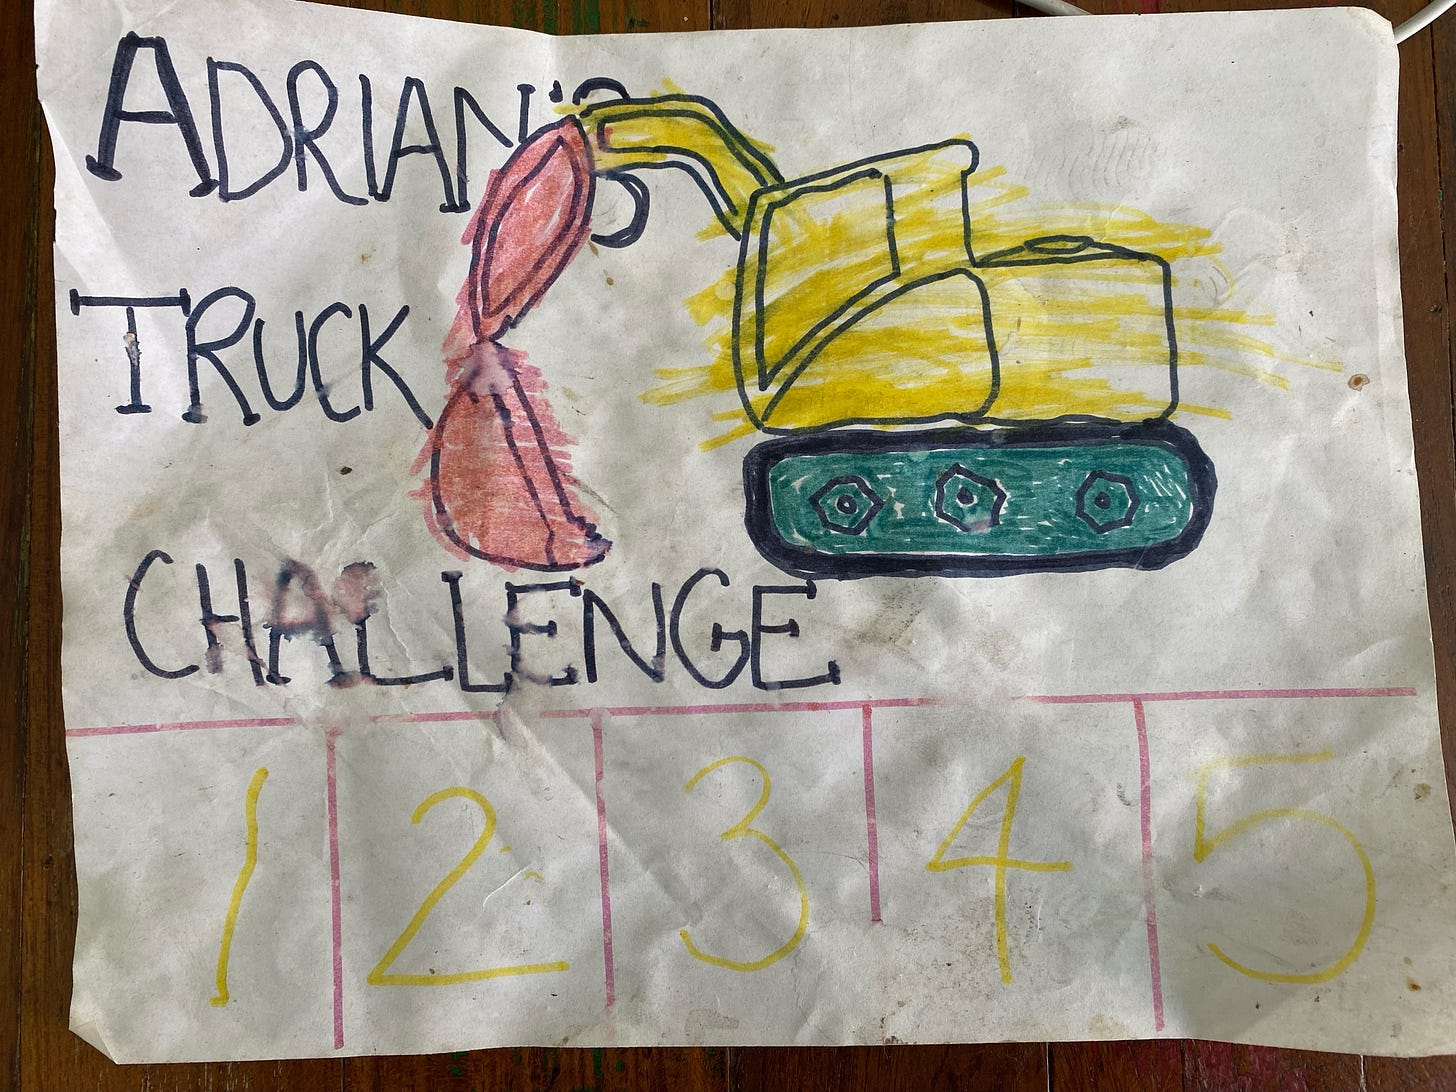 ADRIAN'S
TRUCK
CHALLENGE
1 2 3 4 5